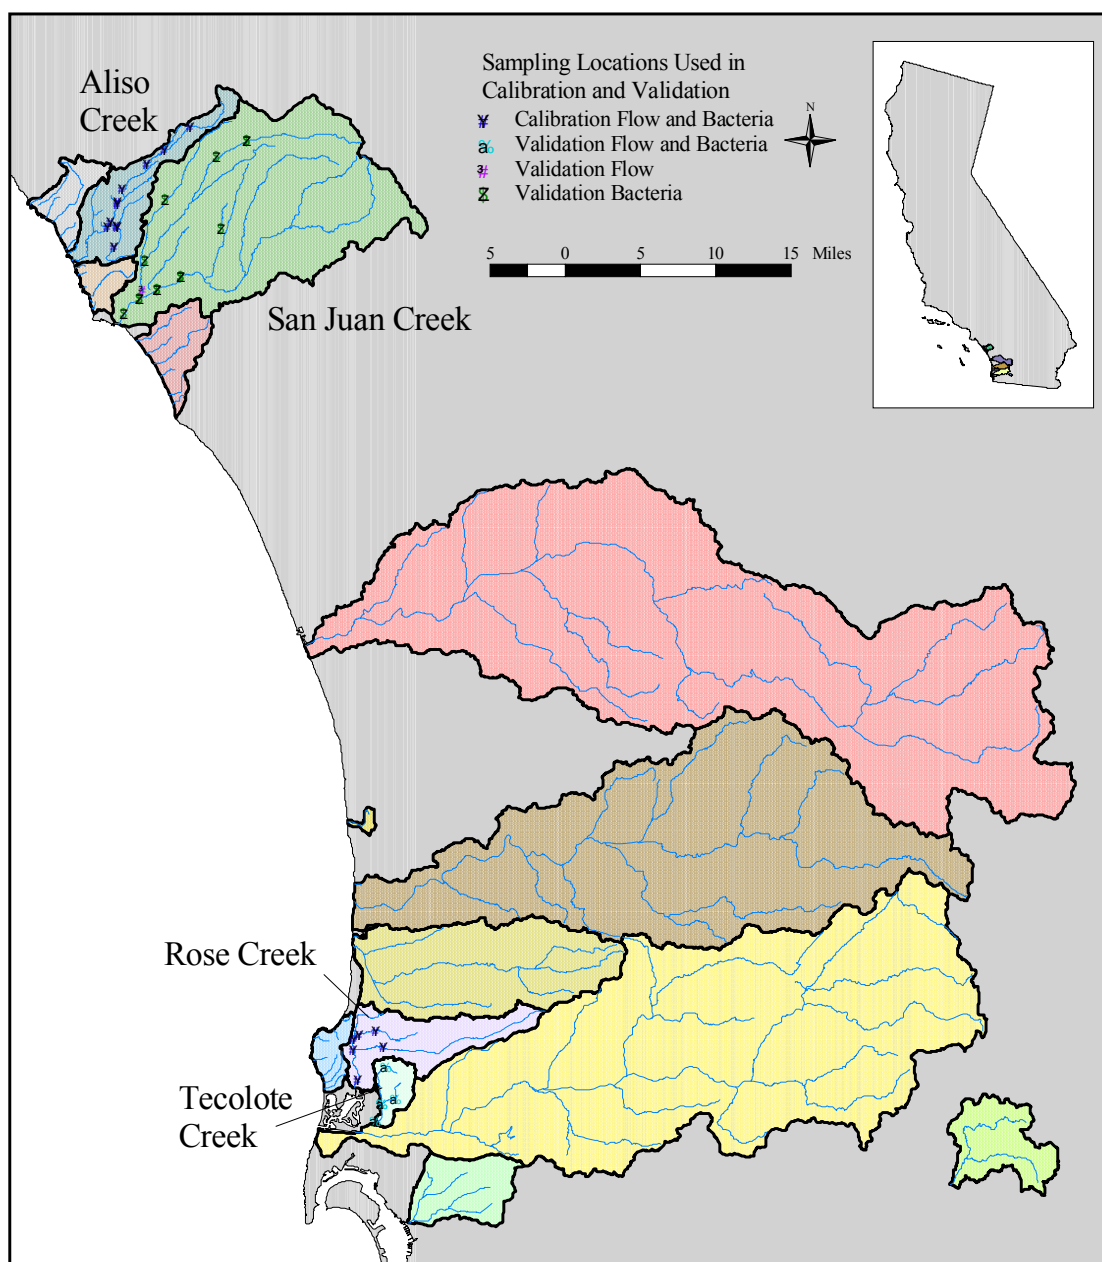 Aliso
Creek
Sampling Locations Used in
Calibration and Validation
¥ Calibration Flow and Bacteria
a% Validation Flow and Bacteria
³# Validation Flow
Z Validation Bacteria
N
5 0 5 10 15 Miles
San Juan Creek
Rose Creek
Tecolote
Creek